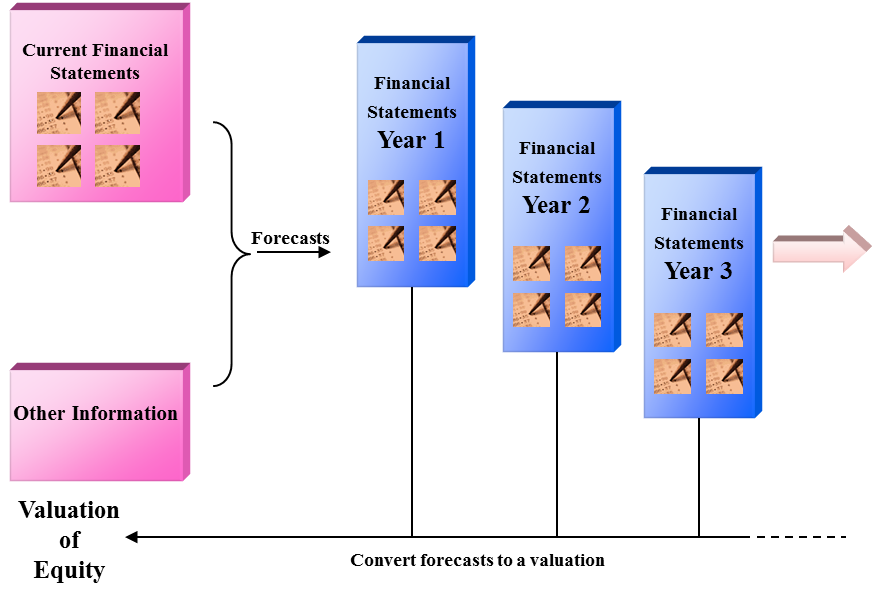 Current Financial
Statements
Other Information
Forecasts
Financial
Statements
Year 1
Financial
Statements
Year 2
Financial
Statements
Year 3
Valuation
of
Equity
Convert forecasts to a valuation